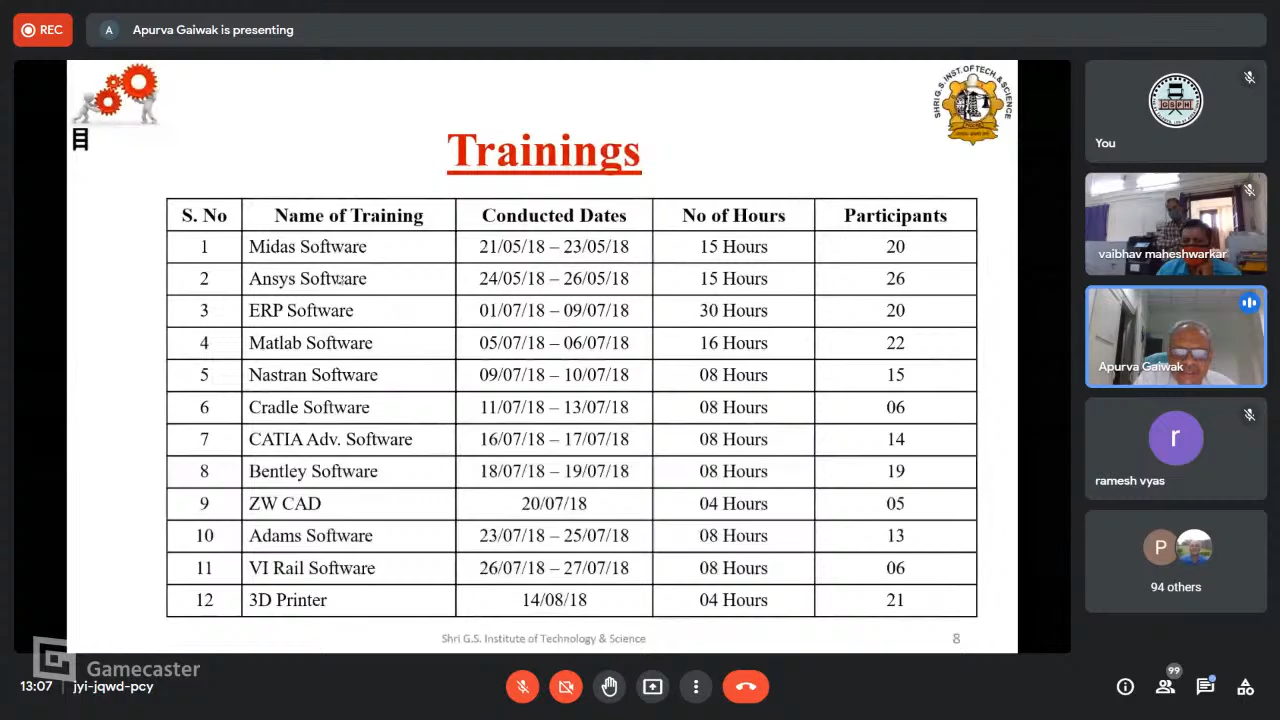 REC
A Apurva Gaiwak is presenting
SHRI G.S. INST. OF TECH. & SCIENCE
Trainings
S. No Name of Training Conducted Dates No of Hours Participants
1 Midas Software 21/05/18 – 23/05/18 15 Hours 20
2 Ansys Software 24/05/18 – 26/05/18 15 Hours 26
3 ERP Software 01/07/18 – 09/07/18 30 Hours 20
4 Matlab Software 05/07/18 – 06/07/18 16 Hours 22
5 Nastran Software 09/07/18 – 10/07/18 08 Hours 15
6 Cradle Software 11/07/18 – 13/07/18 08 Hours 06
7 CATIA Adv. Software 16/07/18 – 17/07/18 08 Hours 14
8 Bentley Software 18/07/18 – 19/07/18 08 Hours 19
9 ZW CAD 20/07/18 04 Hours 05
10 Adams Software 23/07/18 – 25/07/18 08 Hours 13
11 VI Rail Software 26/07/18 – 27/07/18 08 Hours 06
12 3D Printer 14/08/18 04 Hours 21
Shri G.S. Institute of Technology & Science 8
Gamecaster
13:07 jyi-jqwd-pcy
GSPH
You
vaibhav maheshwarkar
Apurva Gaiwak
r
ramesh vyas
P
94 others
99